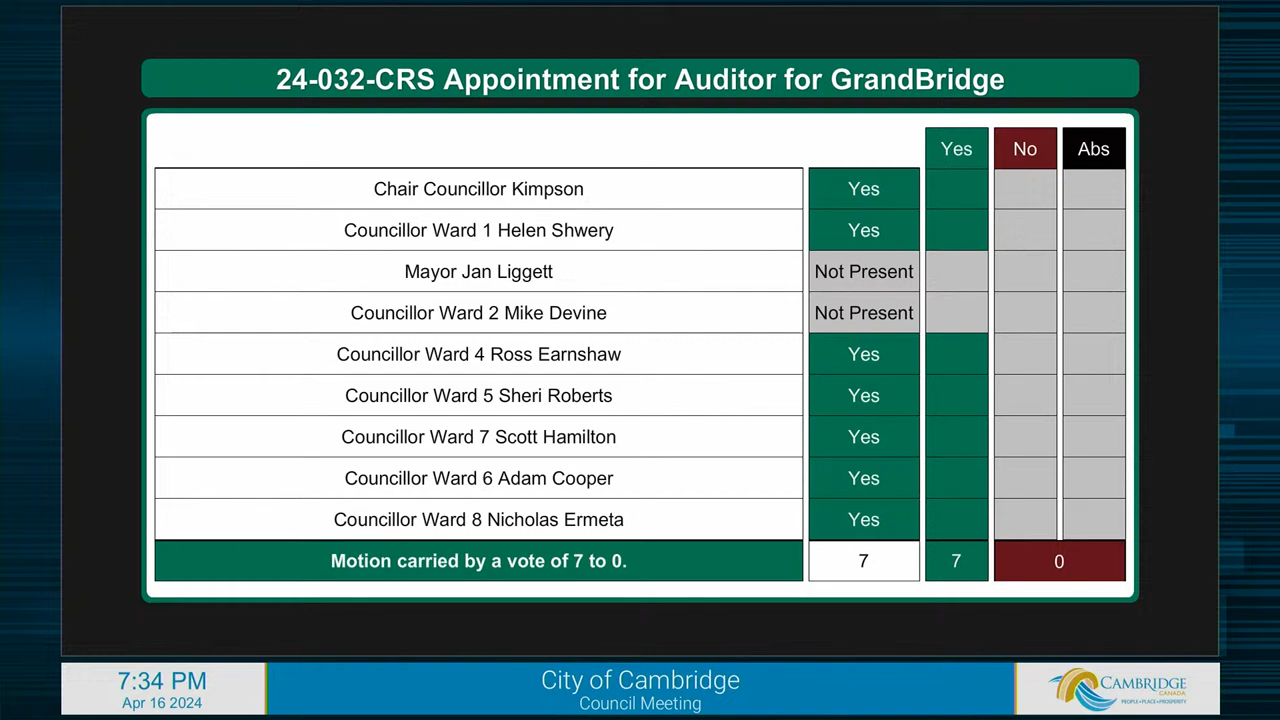 24-032-CRS Appointment for Auditor for GrandBridge
Yes No Abs
Chair Councillor Kimpson Yes
Councillor Ward 1 Helen Shwery Yes
Mayor Jan Liggett Not Present
Councillor Ward 2 Mike Devine Not Present
Councillor Ward 4 Ross Earnshaw Yes
Councillor Ward 5 Sheri Roberts Yes
Councillor Ward 7 Scott Hamilton Yes
Councillor Ward 6 Adam Cooper Yes
Councillor Ward 8 Nicholas Ermeta Yes
Motion carried by a vote of 7 to 0. 7 7 0
7:34 PM
Apr 16 2024
City of Cambridge
Council Meeting
CAMBRIDGE
CANADA
PEOPLE • PLACE • PROSPERITY